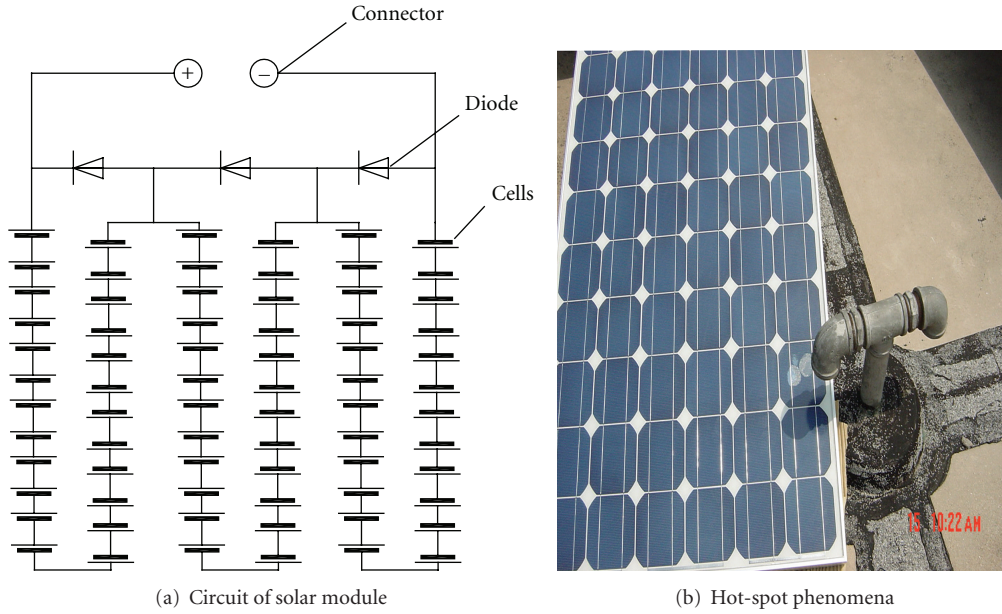 Connector
+
−
Diode
Cells
15 10:22 AM
(a) Circuit of solar module
(b) Hot-spot phenomena